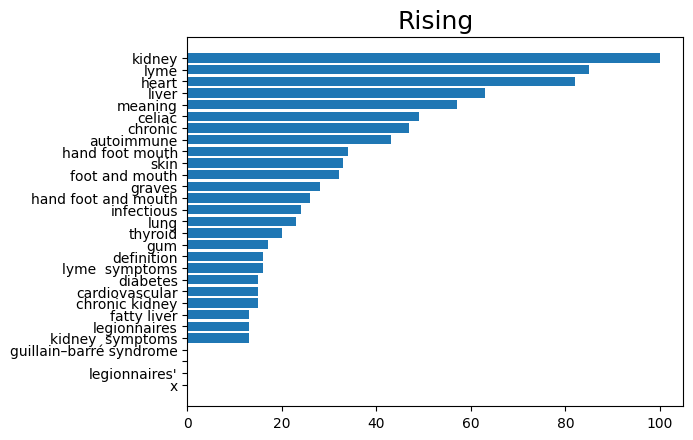 Rising
kidney
lyme
heart
liver
meaning
celiac
chronic
autoimmune
hand foot mouth
skin
foot and mouth
graves
hand foot and mouth
infectious
lung
thyroid
gum
definition
lyme  symptoms
diabetes
cardiovascular
chronic kidney
fatty liver
legionnaires
kidney  symptoms
guillain–barré syndrome
legionnaires'
x
0 20 40 60 80 100